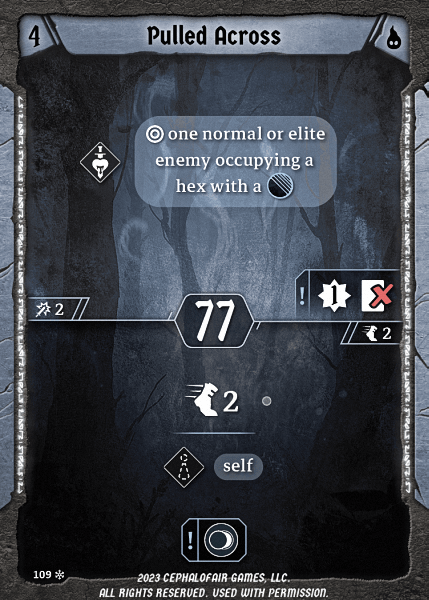 4
Pulled Across
one normal or elite
enemy occupying a
hex with a
! 1
2
77
2
2
self
!
109
2023 CEPHALOFAIR GAMES, LLC.
ALL RIGHTS RESERVED. USED WITH PERMISSION.